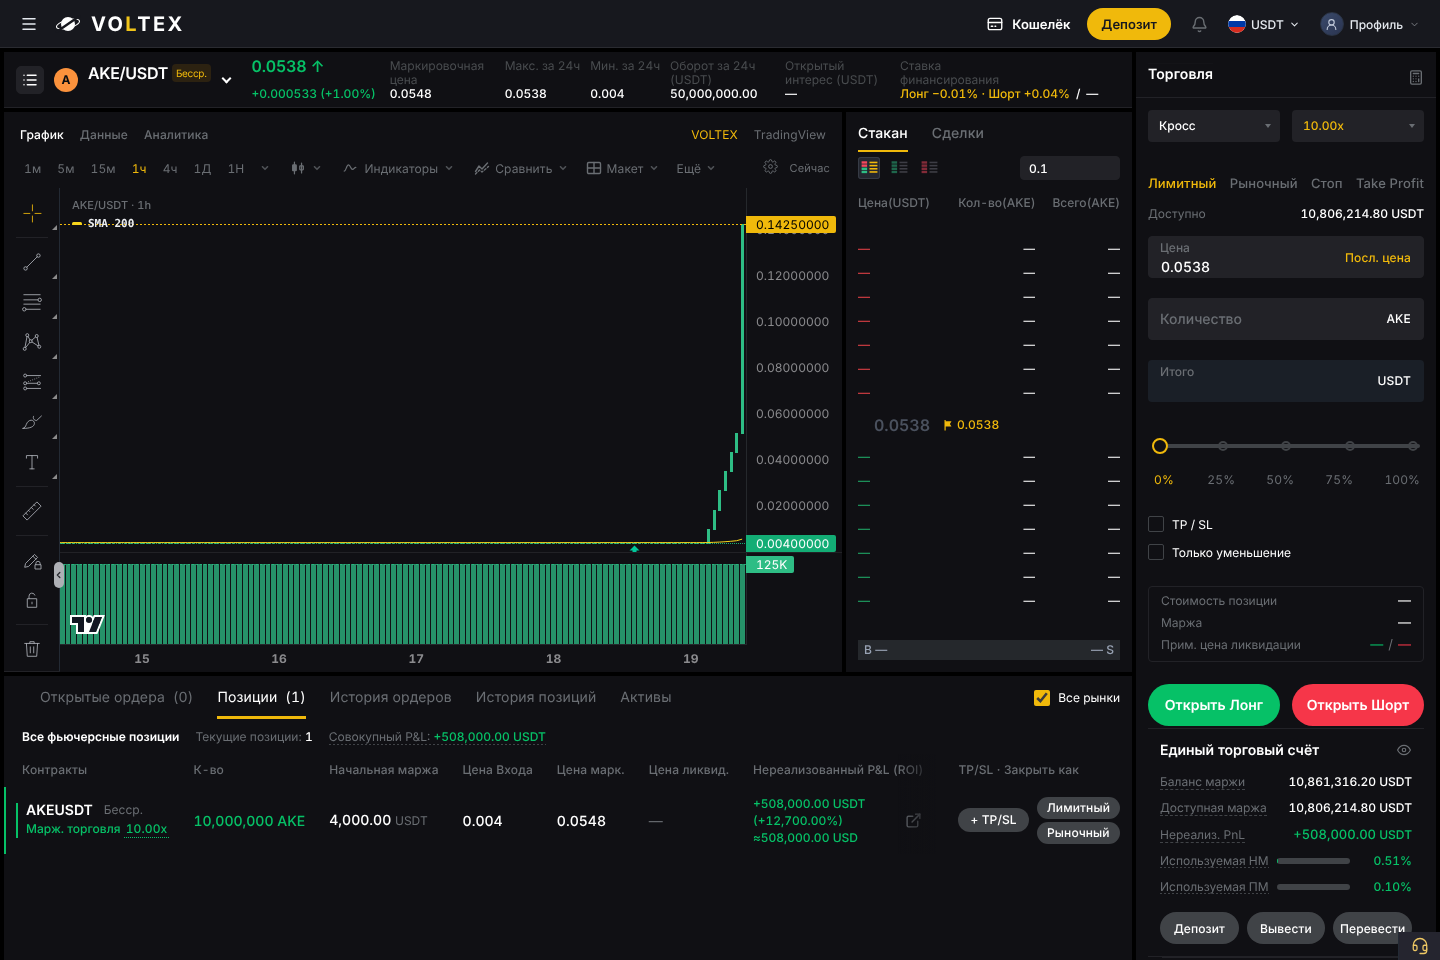 VOLTEX
Кошелёк
Депозит
USDT
Профиль
A
AKE/USDT
Бесср.
0.0538 ↑
+0.000533 (+1.00%)
Маркировочная цена
0.0548
Макс. за 24ч
0.0538
Мин. за 24ч
0.004
Оборот за 24ч (USDT)
50,000,000.00
Открытый интерес (USDT)
—
Ставка финансирования
Лонг −0.01% · Шорт +0.04% / —
График Данные Аналитика
VOLTEX TradingView
1м 5м 15м 1ч 4ч 1Д 1Н
Индикаторы Сравнить Макет Ещё Сейчас
AKE/USDT · 1h
SMA 200
0.14250000
0.12000000
0.10000000
0.08000000
0.06000000
0.04000000
0.02000000
0.00400000
125K
15 16 17 18 19
Стакан Сделки
0.1
Цена(USDT) Кол-во(AKE) Всего(AKE)
— — —
— — —
— — —
— — —
— — —
— — —
— — —
0.0538 0.0538
— — —
— — —
— — —
— — —
— — —
— — —
— — —
B — — S
Торговля
Кросс 10.00x
Лимитный Рыночный Стоп Take Profit
Доступно 10,806,214.80 USDT
Цена
0.0538
Посл. цена
Количество AKE
Итого
USDT
0% 25% 50% 75% 100%
TP / SL
Только уменьшение
Стоимость позиции —
Маржа —
Прим. цена ликвидации — / —
Открыть Лонг Открыть Шорт
Единый торговый счёт
Баланс маржи 10,861,316.20 USDT
Доступная маржа 10,806,214.80 USDT
Нереализ. PnL +508,000.00 USDT
Используемая НМ 0.51%
Используемая ПМ 0.10%
Депозит Вывести Перевести
Открытые ордера (0) Позиции (1) История ордеров История позиций Активы
Все рынки
Все фьючерсные позиции Текущие позиции: 1 Совокупный P&L: +508,000.00 USDT
Контракты К-во Начальная маржа Цена Входа Цена марк. Цена ликвид. Нереализованный P&L (ROI) TP/SL · Закрыть как
AKEUSDT Бесср.
Марж. торговля 10.00x
10,000,000 AKE
4,000.00 USDT
0.004
0.0548
—
+508,000.00 USDT
(+12,700.00%)
≈508,000.00 USD
+ TP/SL
Лимитный
Рыночный